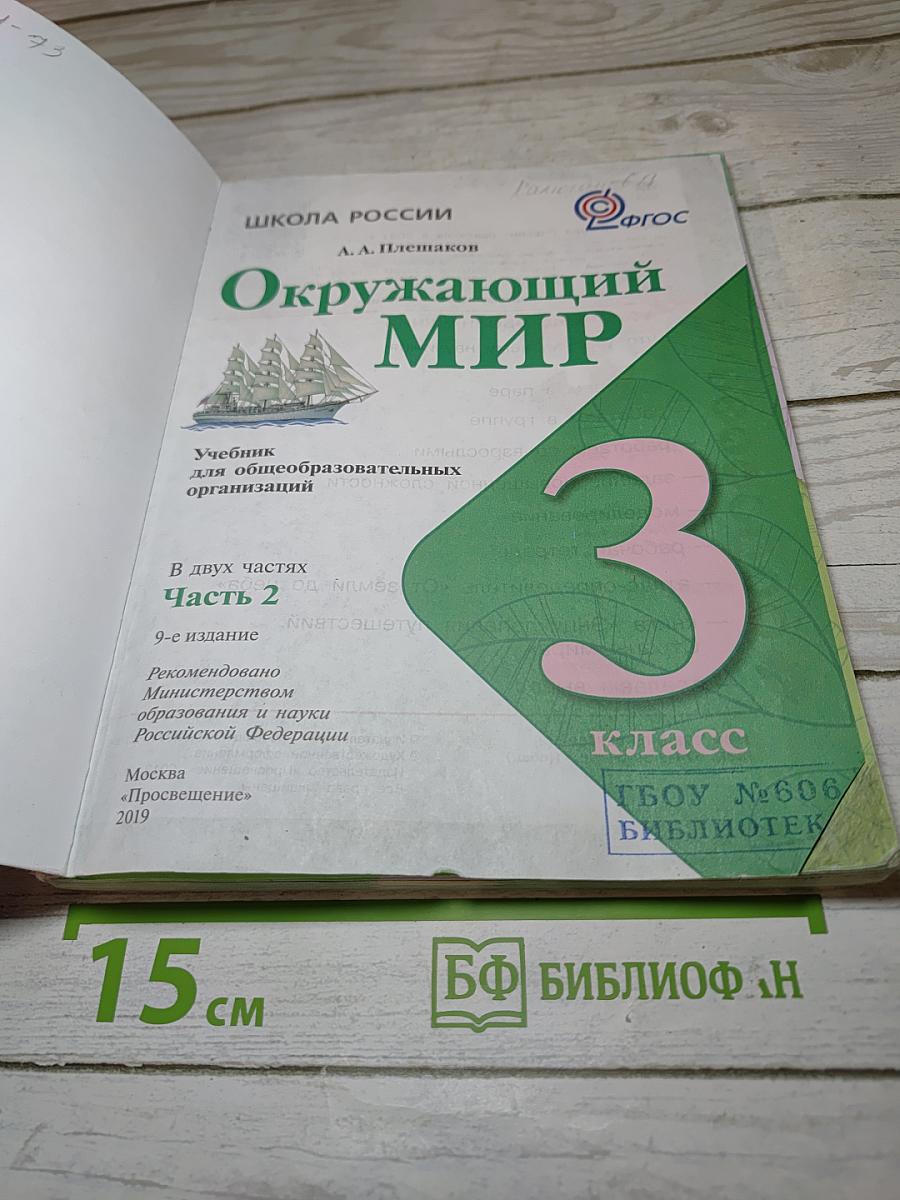 ШКОЛА РОССИИ
ФГОС
А. А. Плешаков
Окружающий
МИР
Учебник
для общеобразовательных
организаций
3
класс
В двух частях
Часть 2
9-е издание
Рекомендовано
Министерством
образования и науки
Российской Федерации
Москва
«Просвещение»
2019
ГБОУ №606
БИБЛИОТЕК
15 см
БФ БИБЛИОФ